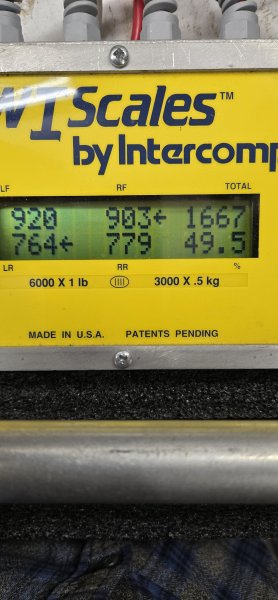 WI Scales™
by Intercomp
LF RF TOTAL
920 903← 1667
764← 779 49.5
LR RR %
6000 X 1 lb 3000 X .5 kg
MADE IN U.S.A. PATENTS PENDING